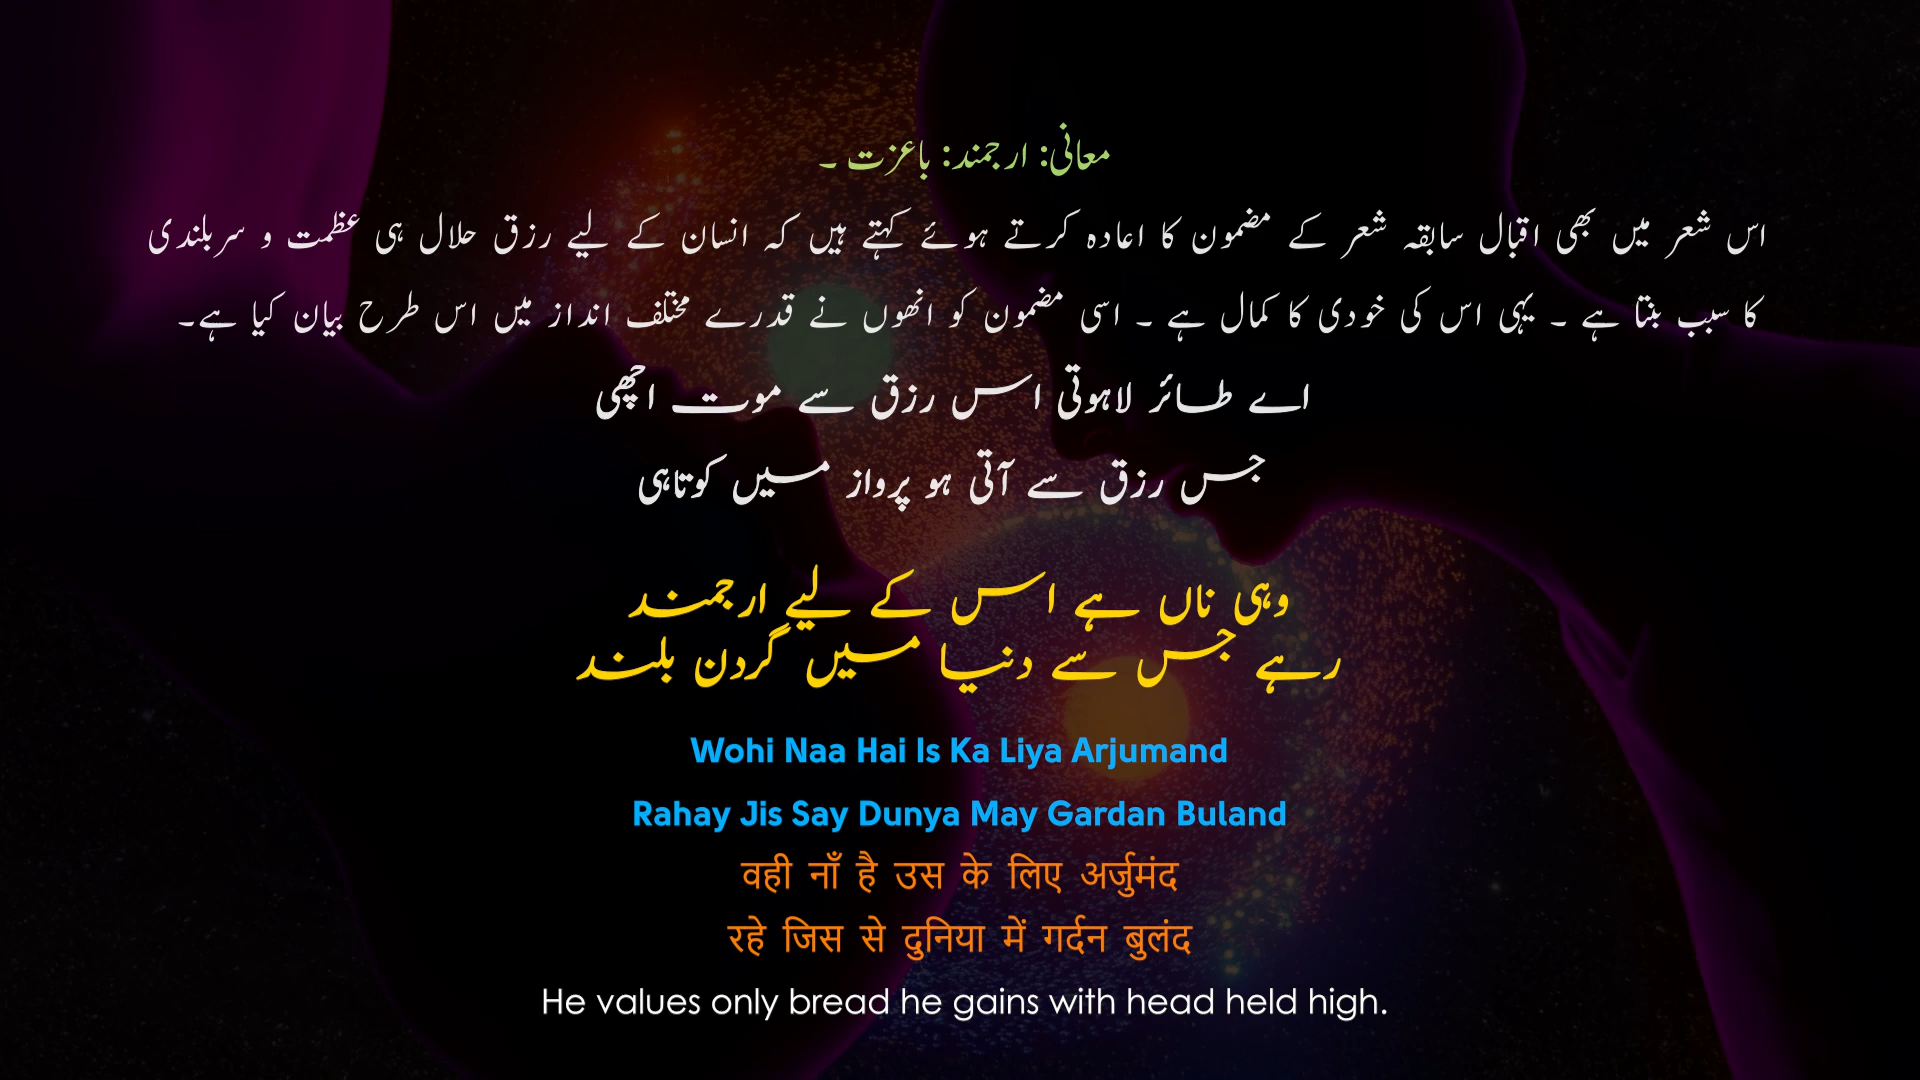 معانی: ارجمند: باعزت ۔
اس شعر میں بھی اقبال سابقہ شعر کے مضمون کا اعادہ کرتے ہوئے کہتے ہیں کہ انسان کے لیے رزق حلال ہی عظمت و سربلندی
کا سبب بنتا ہے ۔ یہی اس کی خودی کا کمال ہے ۔ اسی مضمون کو انھوں نے قدرے مختلف انداز میں اس طرح بیان کیا ہے۔
اے طائر لاہوتی اس رزق سے موت اچھی
جس رزق سے آتی ہو پرواز میں کوتاہی
وہی ناں ہے اس کے لیے ارجمند
رہے جس سے دنیا میں گردن بلند
Wohi Naa Hai Is Ka Liya Arjumand
Rahay Jis Say Dunya May Gardan Buland
वही नाँ है उस के लिए अर्जुमंद
रहे जिस से दुनिया में गर्दन बुलंद
He values only bread he gains with head held high.